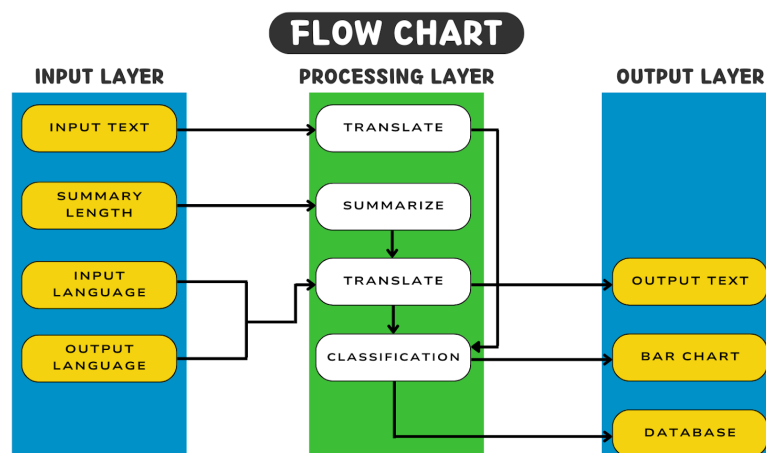 FLOW CHART
INPUT LAYER
PROCESSING LAYER
OUTPUT LAYER
INPUT TEXT
TRANSLATE
SUMMARY
LENGTH
SUMMARIZE
INPUT
LANGUAGE
TRANSLATE
OUTPUT TEXT
OUTPUT
LANGUAGE
CLASSIFICATION
BAR CHART
DATABASE